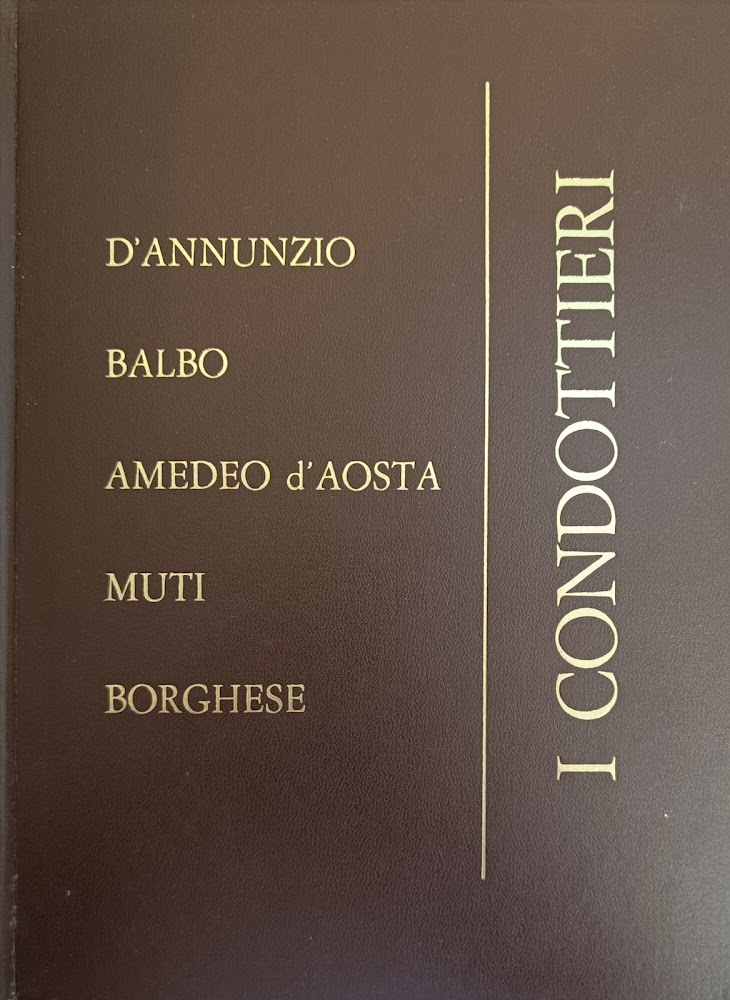 D'ANNUNZIO
BALBO
AMEDEO d'AOSTA
MUTI
BORGHESE
I CONDOTTIERI